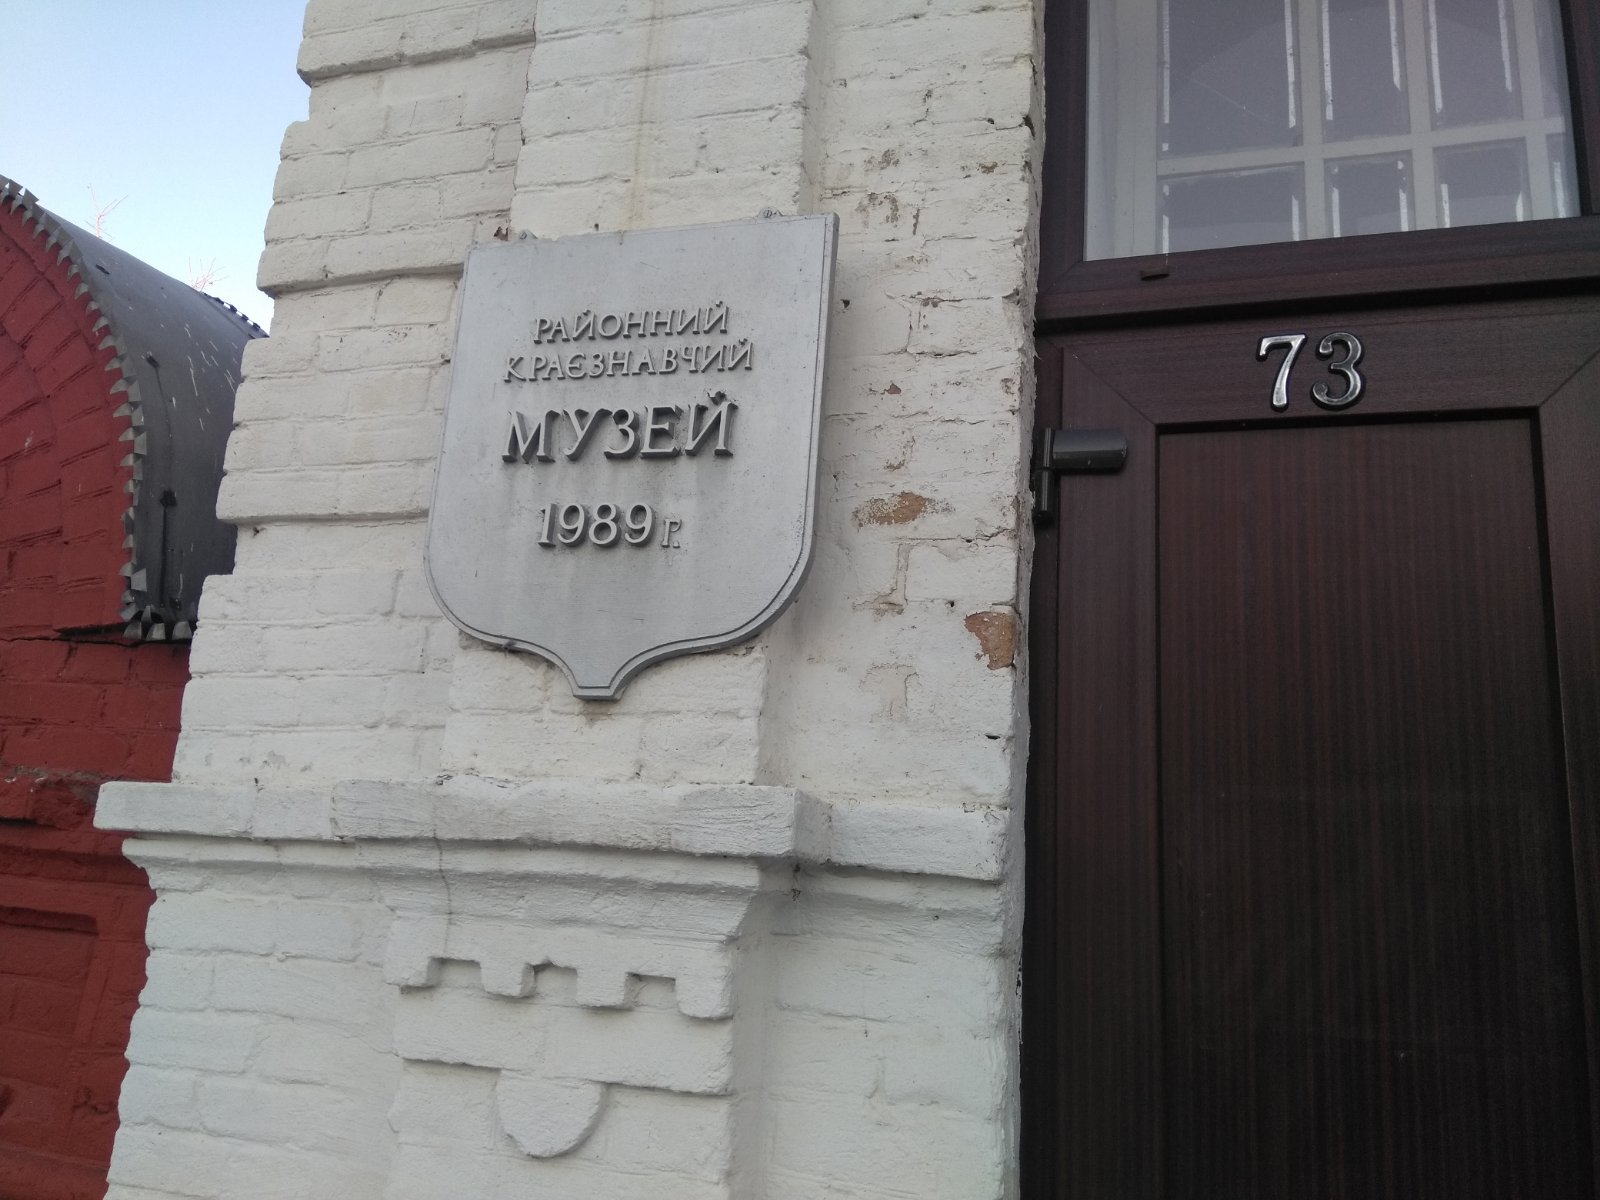 РАЙОННИЙ
КРАЄЗНАВЧИЙ
МУЗЕЙ
1989 Р.
73